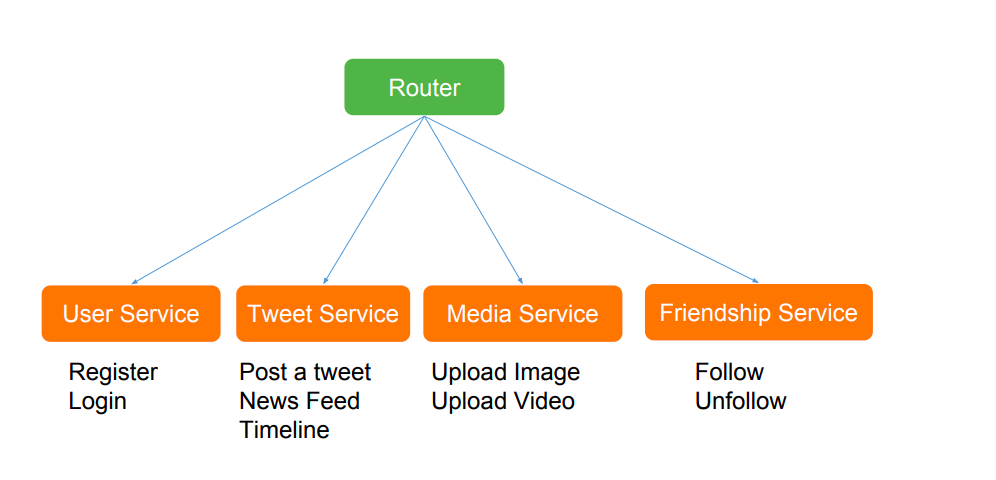 Router
User Service
Tweet Service
Media Service
Friendship Service
Register
Login
Post a tweet
News Feed
Timeline
Upload Image
Upload Video
Follow
Unfollow